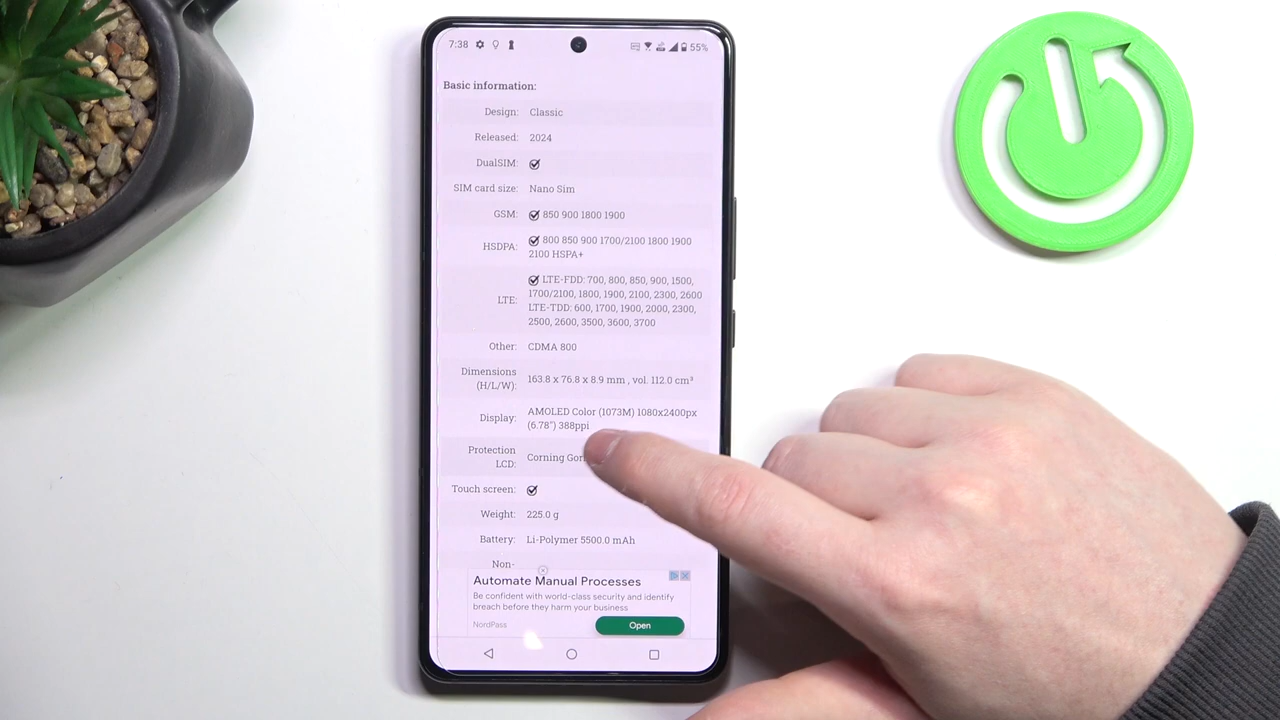 7:38
55%
Basic information:
Design: Classic
Released: 2024
DualSIM:
SIM card size: Nano Sim
GSM: 850 900 1800 1900
HSDPA: 800 850 900 1700/2100 1800 1900
2100 HSPA+
LTE: LTE-FDD: 700, 800, 850, 900, 1500,
1700/2100, 1800, 1900, 2100, 2300, 2600
LTE-TDD: 600, 1700, 1900, 2000, 2300,
2500, 2600, 3500, 3600, 3700
Other: CDMA 800
Dimensions
(H/L/W): 163.8 x 76.8 x 8.9 mm , vol. 112.0 cm³
Display: AMOLED Color (1073M) 1080x2400px
(6.78") 388ppi
Protection
LCD: Corning
Touch screen:
Weight: 225.0 g
Battery: Li-Polymer 5500.0 mAh
Non-
Automate Manual Processes
Be confident with world-class security and identify
breach before they harm your business
NordPass
Open